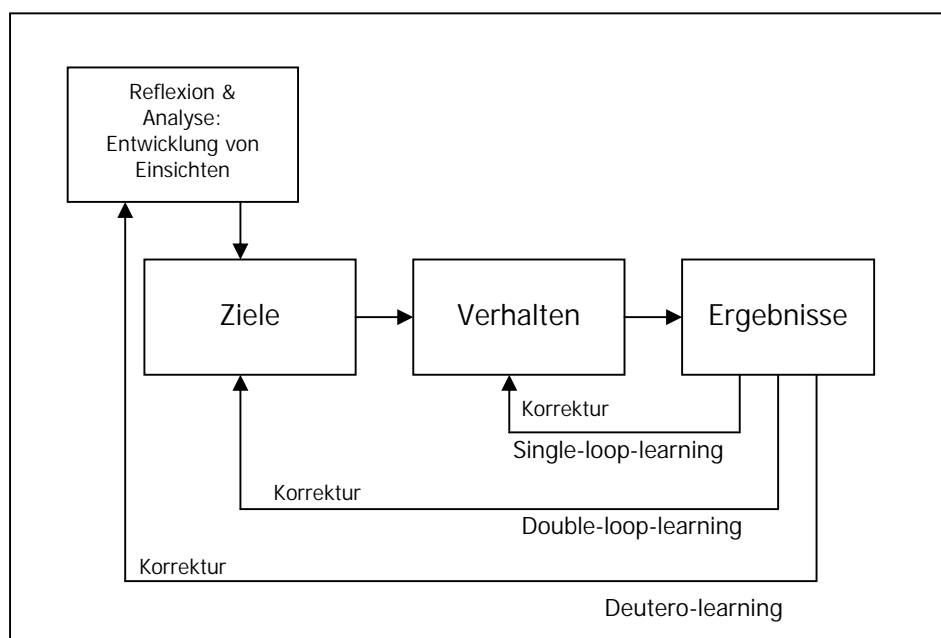 Reflexion &
Analyse:
Entwicklung von
Einsichten
Ziele
Verhalten
Ergebnisse
Korrektur
Single-loop-learning
Korrektur
Double-loop-learning
Korrektur
Deutero-learning